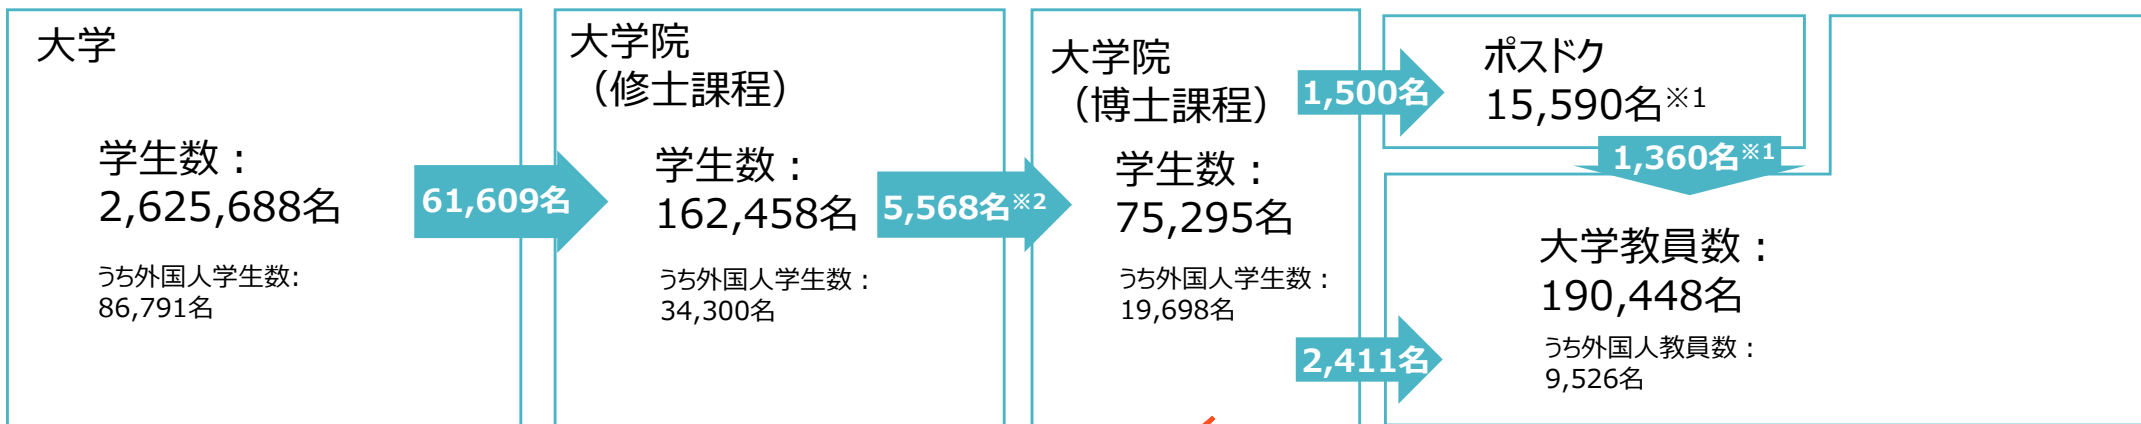 大学
学生数：
2,625,688名
うち外国人学生数:
86,791名
61,609名
大学院
（修士課程）
学生数：
162,458名
うち外国人学生数：
34,300名
5,568名※2
大学院
（博士課程）
学生数：
75,295名
うち外国人学生数：
19,698名
1,500名
2,411名
ポスドク
15,590名※1
1,360名※1
大学教員数：
190,448名
うち外国人教員数：
9,526名